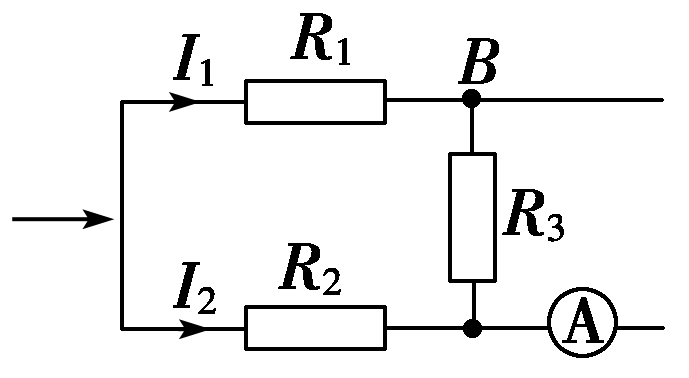 I₁
R₁
B
R₃
I₂
R₂
A